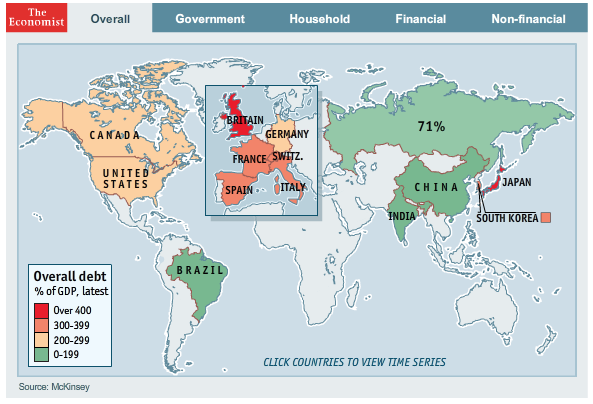 The
Economist
Overall
Government
Household
Financial
Non-financial
CANADA
UNITED
STATES
BRITAIN
GERMANY
FRANCE
SWITZ.
SPAIN
ITALY
71%
CHINA
JAPAN
INDIA
SOUTH KOREA
BRAZIL
Overall debt
% of GDP, latest
Over 400
300-399
200-299
0-199
CLICK COUNTRIES TO VIEW TIME SERIES
Source: McKinsey